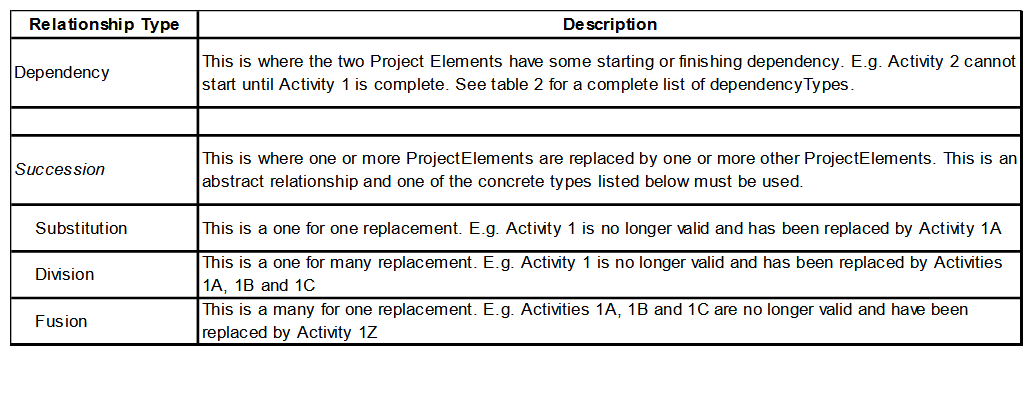 Relationship Type Description
Dependency
This is where the two Project Elements have some starting or finishing dependency. E.g. Activity 2 cannot
start until Activity 1 is complete. See table 2 for a complete list of dependencyTypes.
Succession
This is where one or more ProjectElements are replaced by one or more other ProjectElements. This is an
abstract relationship and one of the concrete types listed below must be used.
Substitution This is a one for one replacement. E.g. Activity 1 is no longer valid and has been replaced by Activity 1A
Division
This is a one for many replacement. E.g. Activity 1 is no longer valid and has been replaced by Activities
1A, 1B and 1C
Fusion
This is a many for one replacement. E.g. Activities 1A, 1B and 1C are no longer valid and have been
replaced by Activity 1Z